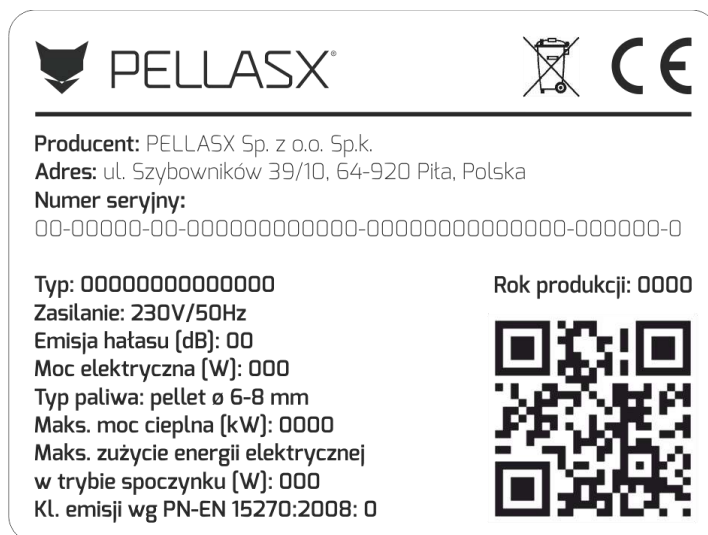 PELLASX®
CE
Producent: PELLASX Sp. z o.o. Sp.k.
Adres: ul. Szybowników 39/10, 64-920 Piła, Polska
Numer seryjny:
00-00000-00-000000000000-00000000000000-000000-0
Typ: 00000000000000
Zasilanie: 230V/50Hz
Emisja hałasu [dB]: 00
Moc elektryczna [W]: 000
Typ paliwa: pellet ø 6-8 mm
Maks. moc cieplna [kW]: 0000
Maks. zużycie energii elektrycznej
w trybie spoczynku [W]: 000
Kl. emisji wg PN-EN 15270:2008: 0
Rok produkcji: 0000